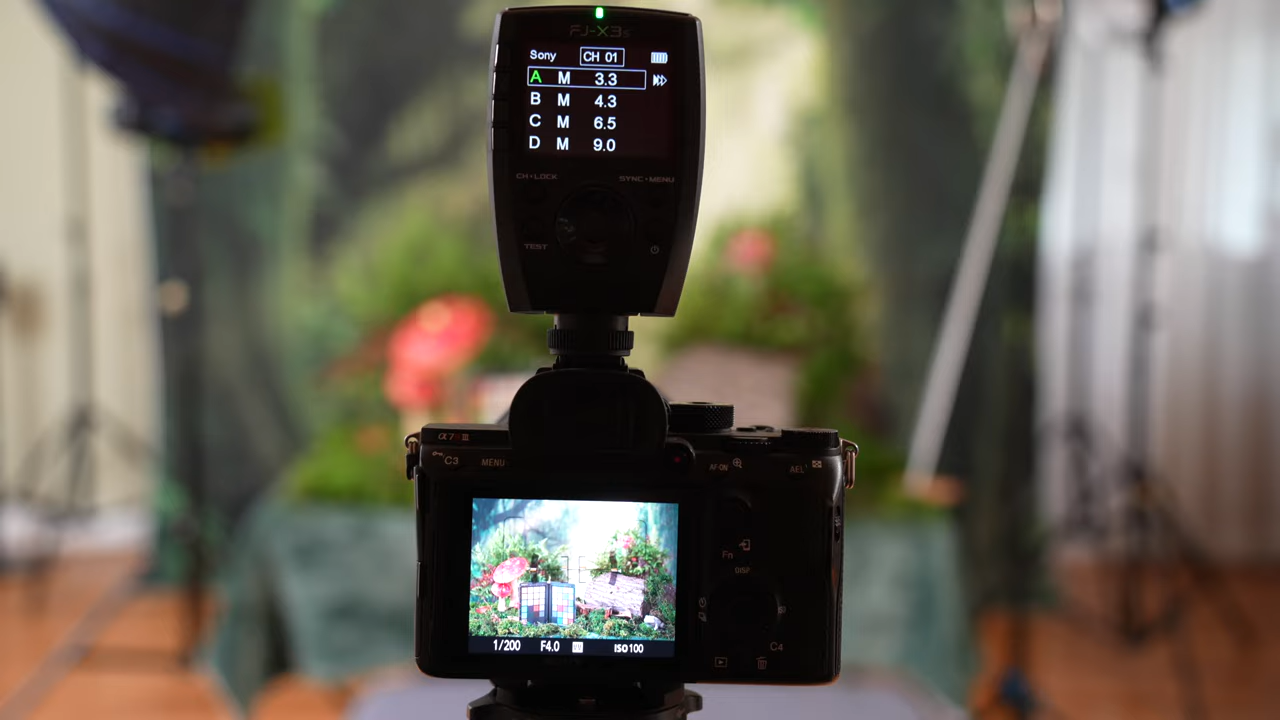 FJ-X3s
Sony CH 01
A M 3.3
B M 4.3
C M 6.5
D M 9.0
CH•LOCK SYNC•MENU
TEST
α7RIII
C3 MENU AF-ON AEL
Fn
DISP
C4
1/200 F4.0 ISO100